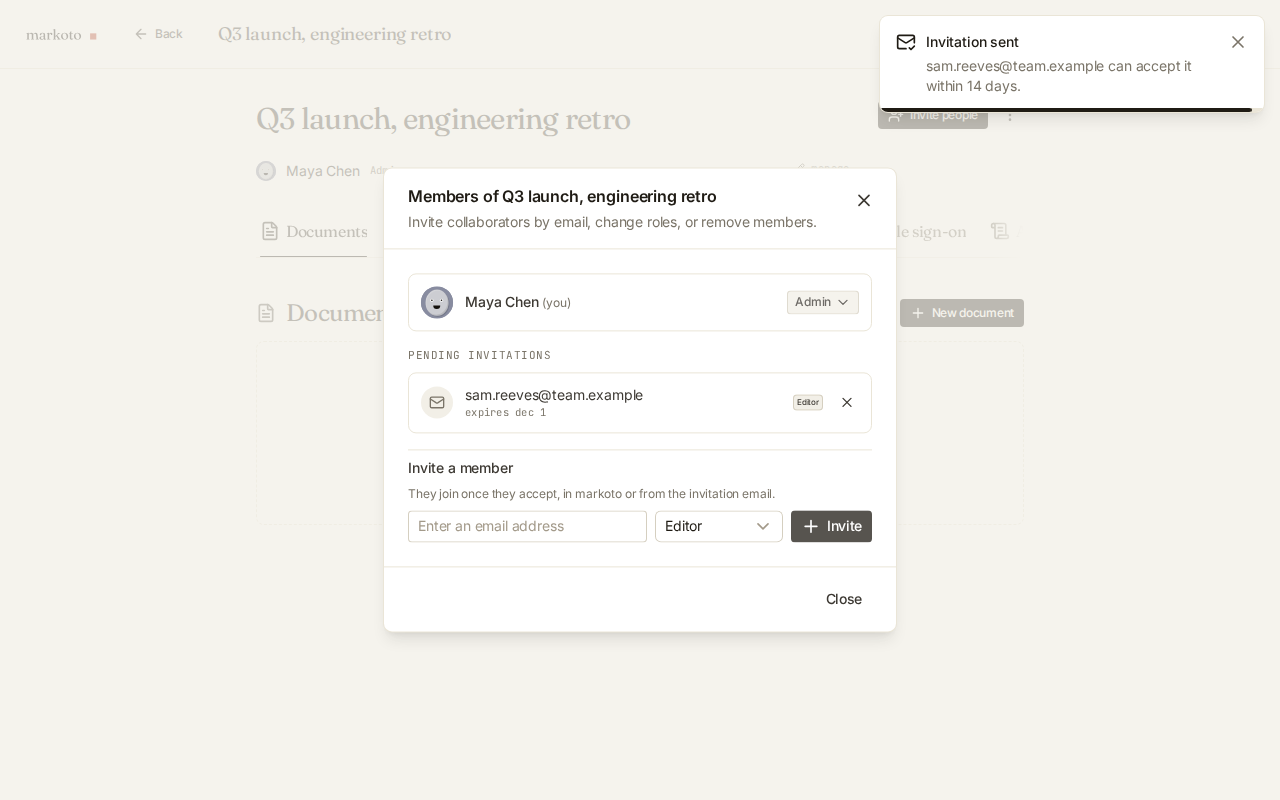 markoto
Back
Q3 launch, engineering retro
Invitation sent
sam.reeves@team.example can accept it
within 14 days.
Q3 launch, engineering retro
Invite people
Maya Chen
Documents
le sign-on
Documen
New document
Members of Q3 launch, engineering retro
Invite collaborators by email, change roles, or remove members.
Maya Chen (you)
Admin
PENDING INVITATIONS
sam.reeves@team.example
expires dec 1
Editor
Invite a member
They join once they accept, in markoto or from the invitation email.
Enter an email address
Editor
Invite
Close